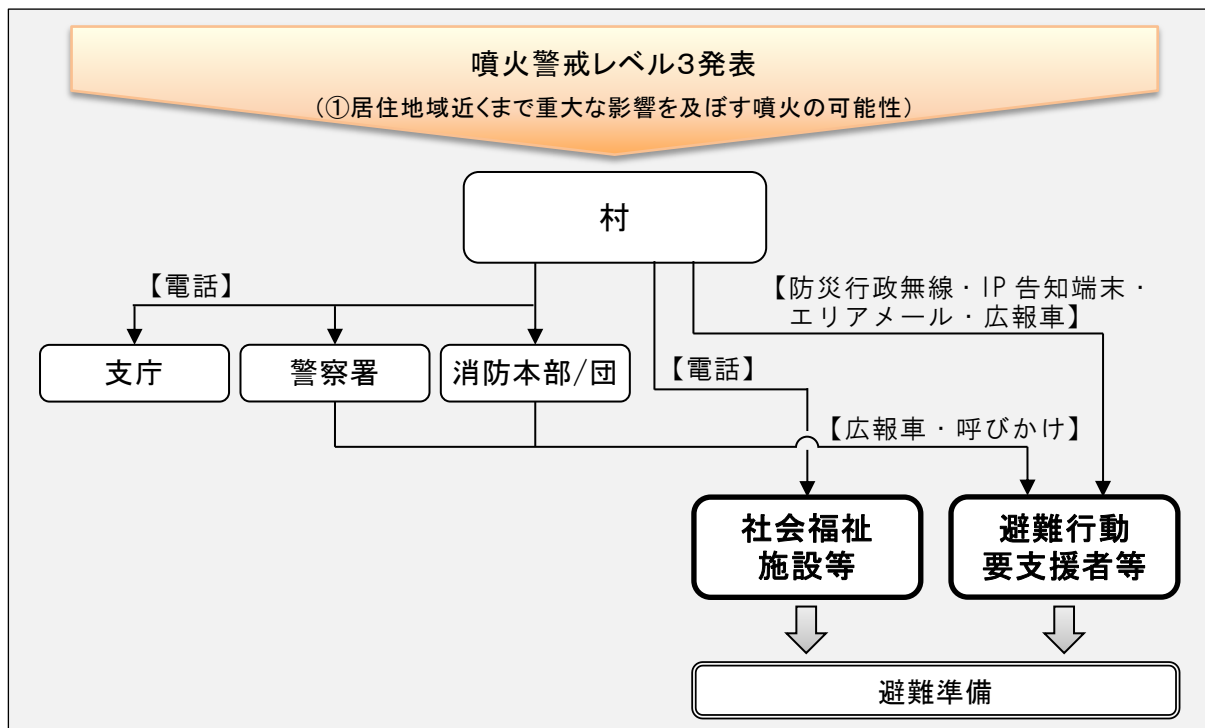 噴火警戒レベル3発表
（①居住地域近くまで重大な影響を及ぼす噴火の可能性）
村
【電話】
【防災行政無線・IP告知端末・
エリアメール・広報車】
支庁
警察署
消防本部/団
【電話】
【広報車・呼びかけ】
社会福祉
施設等
避難行動
要支援者等
避難準備